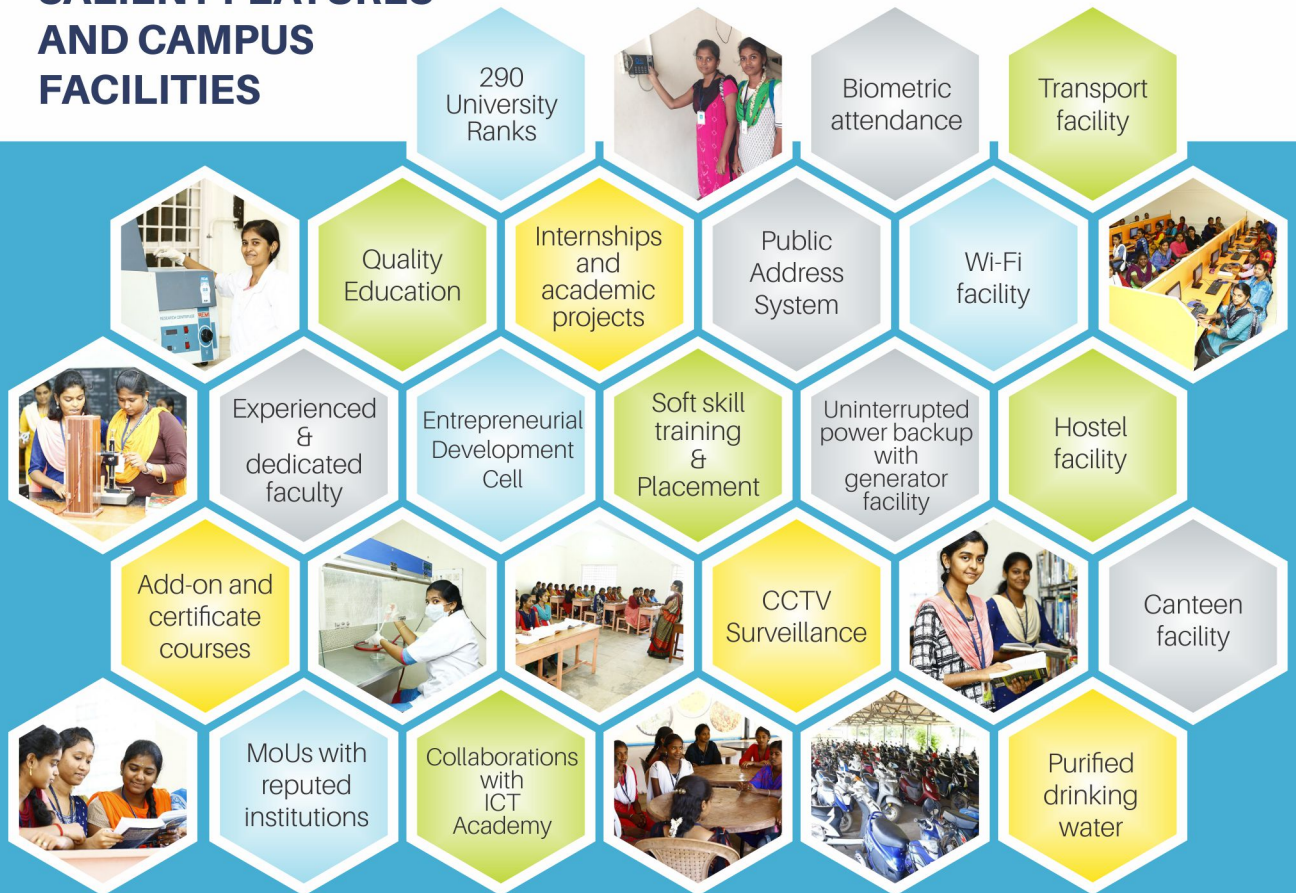 SALIENT FEATURES
AND CAMPUS
FACILITIES
290
University
Ranks
Biometric
attendance
Transport
facility
Quality
Education
Internships
and
academic
projects
Public
Address
System
Wi-Fi
facility
Experienced
&
dedicated
faculty
Entrepreneurial
Development
Cell
Soft skill
training
&
Placement
Uninterrupted
power backup
with
generator
facility
Hostel
facility
Add-on and
certificate
courses
CCTV
Surveillance
Canteen
facility
MoUs with
reputed
institutions
Collaborations
with
ICT
Academy
Purified
drinking
water